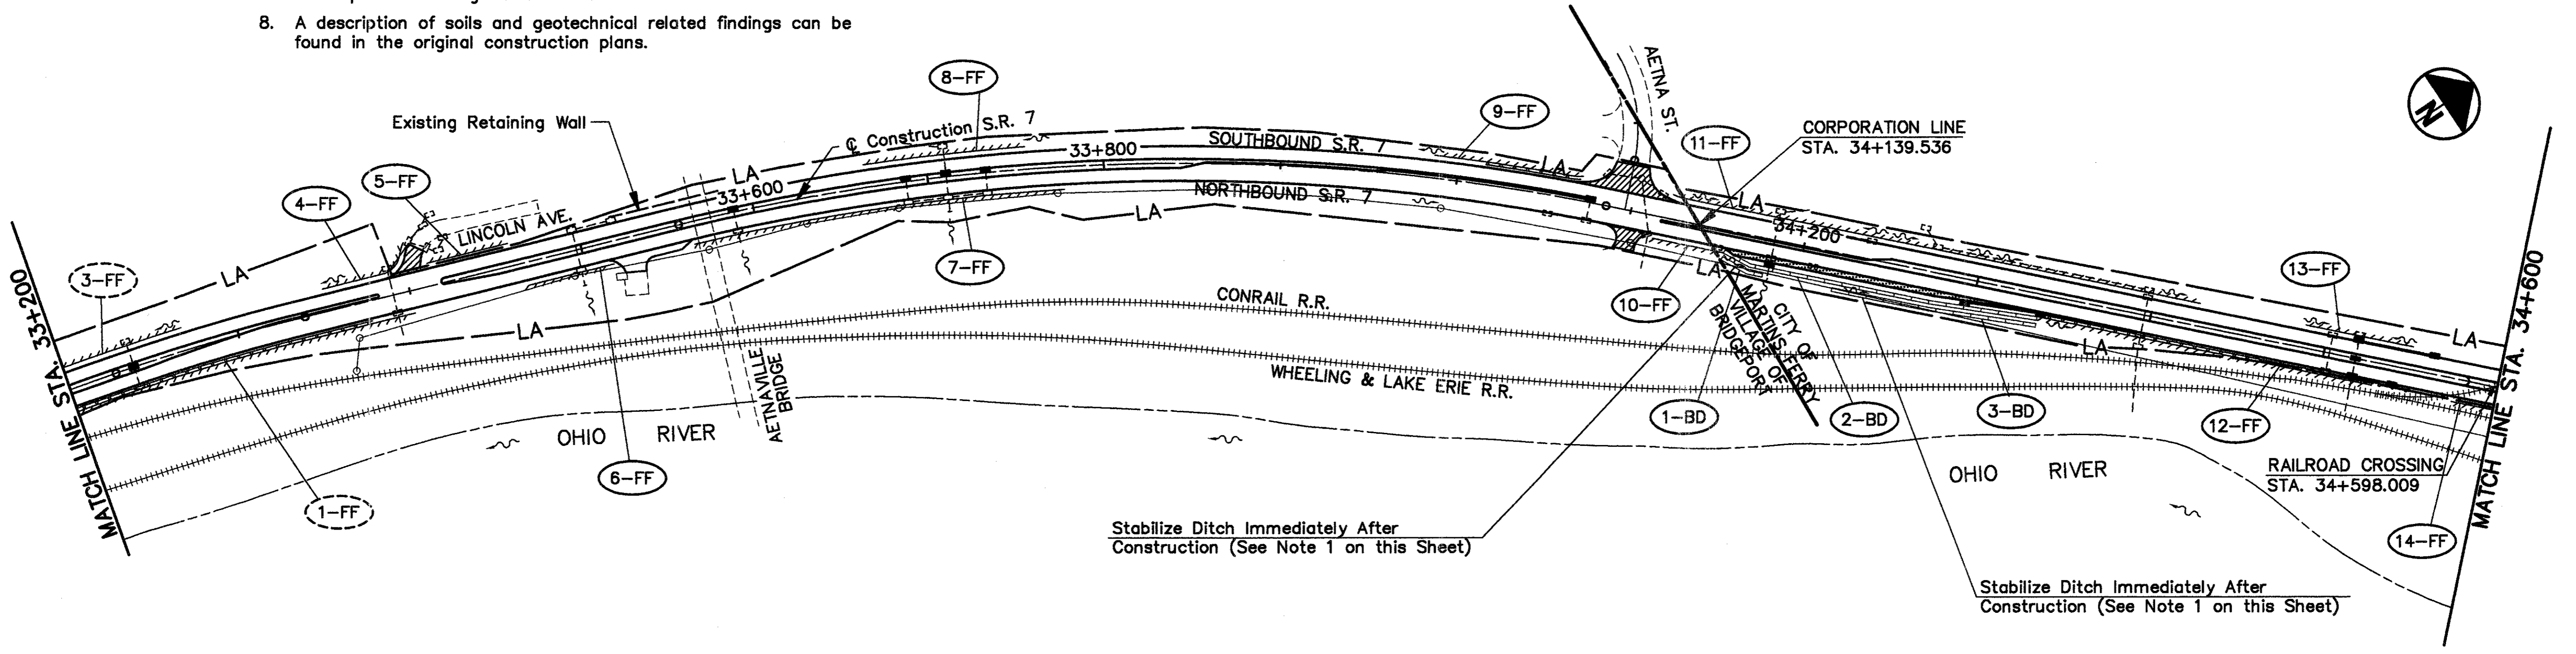 8. A description of soils and geotechnical related findings can be
found in the original construction plans.
8-FF
Existing Retaining Wall
℄ Construction S.R. 7
9-FF
AETNA ST.
11-FF
CORPORATION LINE
STA. 34+139.536
N
5-FF
4-FF
LINCOLN AVE.
LA
33+600
33+800
SOUTHBOUND S.R. 7
NORTHBOUND S.R. 7
LA
LA
LA
34+200
3-FF
LA
7-FF
LA
10-FF
13-FF
MATCH LINE STA. 33+200
LA
CONRAIL R.R.
WHEELING & LAKE ERIE R.R.
AETNAVILLE
BRIDGE
CITY OF
MARTINS FERRY
VILLAGE OF
BRIDGEPORT
LA
LA
1-BD
2-BD
3-BD
12-FF
OHIO RIVER
6-FF
1-FF
OHIO RIVER
RAILROAD CROSSING
STA. 34+598.009
14-FF
MATCH LINE STA. 34+600
Stabilize Ditch Immediately After
Construction (See Note 1 on this Sheet)
Stabilize Ditch Immediately After
Construction (See Note 1 on this Sheet)